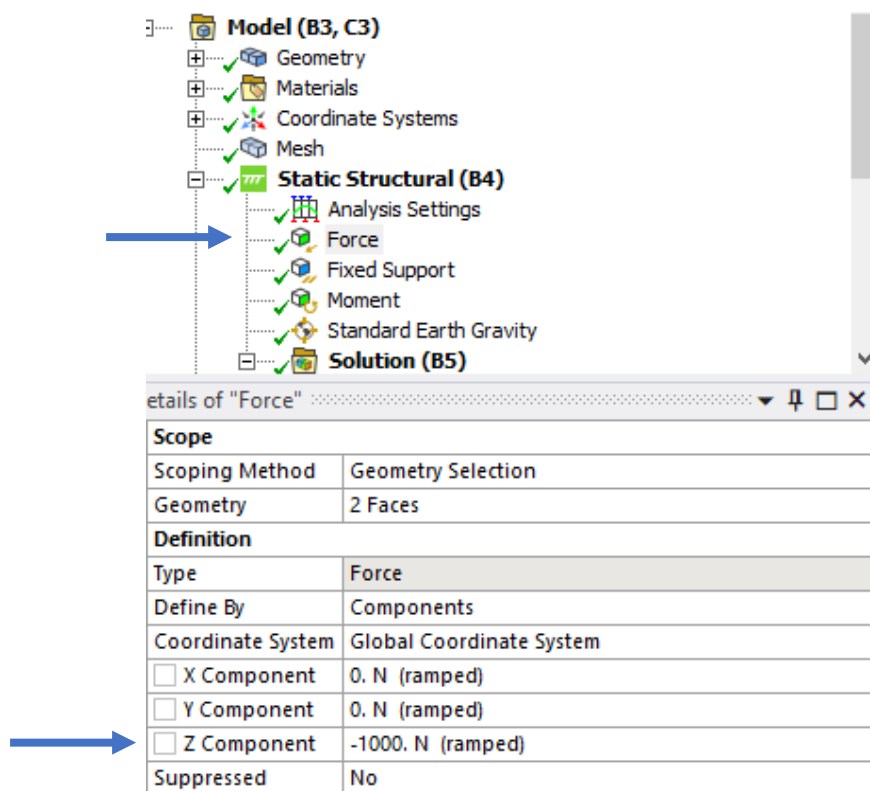 Model (B3, C3)
Geometry
Materials
Coordinate Systems
Mesh
Static Structural (B4)
Analysis Settings
Force
Fixed Support
Moment
Standard Earth Gravity
Solution (B5)
etails of "Force"
Scope
Scoping Method Geometry Selection
Geometry 2 Faces
Definition
Type Force
Define By Components
Coordinate System Global Coordinate System
X Component 0. N (ramped)
Y Component 0. N (ramped)
Z Component -1000. N (ramped)
Suppressed No